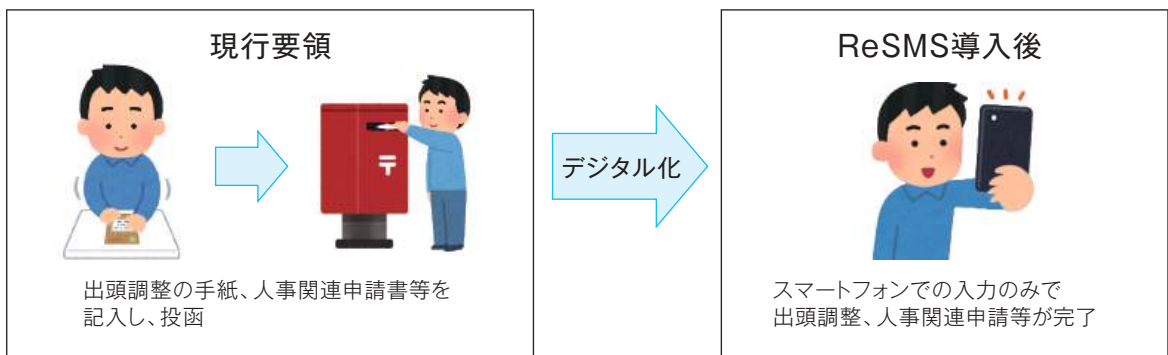 現行要領
出頭調整の手紙、人事関連申請書等を
記入し、投函
デジタル化
ReSMS導入後
スマートフォンでの入力のみで
出頭調整、人事関連申請等が完了